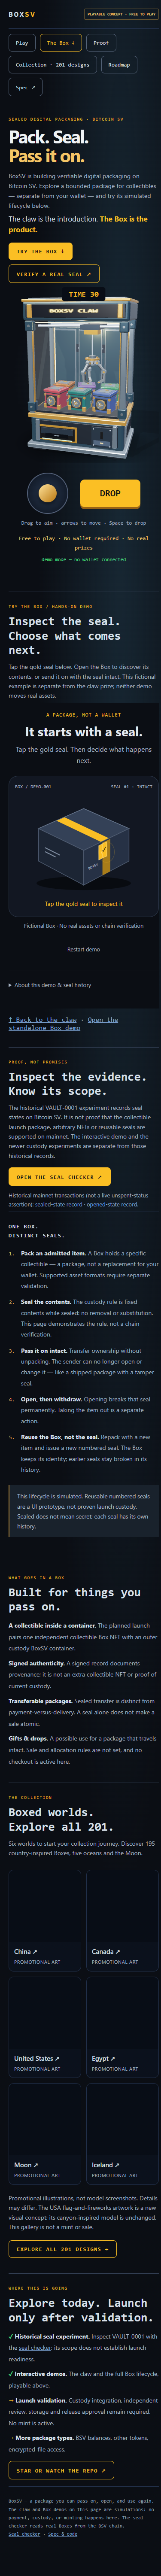 BOXSV
PLAYABLE CONCEPT · FREE TO PLAY
Play
The Box ↓
Proof
Collection · 201 designs
Roadmap
Spec ↗
SEALED DIGITAL PACKAGING · BITCOIN SV
Pack. Seal.
Pass it on.
BoxSV is building verifiable digital packaging on
Bitcoin SV. Explore a bounded package for collectibles
— separate from your wallet — and try its simulated
lifecycle below.
The claw is the introduction. The Box is the
product.
TRY THE BOX ↓
VERIFY A REAL SEAL ↗
TIME 30
BOXSV CLAW
DROP
Drag to aim · arrows to move · Space to drop
Free to play · No wallet required · No real
prizes
demo mode — no wallet connected
TRY THE BOX / HANDS-ON DEMO
Inspect the seal.
Choose what comes
next.
Tap the gold seal below. Open the Box to discover its
contents, or send it on with the seal intact. This fictional
example is separate from the claw prize: neither demo
moves real assets.
A PACKAGE, NOT A WALLET
It starts with a seal.
Tap the gold seal. Then decide what happens
next.
BOX / DEMO-001
SEAL #1 · INTACT
Tap the gold seal to inspect it
Fictional Box · No real assets or chain verification
Restart demo
▸ About this demo & seal history
↑ Back to the claw · Open the
standalone Box demo
PROOF, NOT PROMISES
Inspect the evidence.
Know its scope.
The historical VAULT-0001 experiment records seal
states on Bitcoin SV. It is not proof that the collectible
launch package, arbitrary NFTs or reusable seals are
supported on mainnet. The interactive demo and the
newer custody experiments are separate from those
historical records.
OPEN THE SEAL CHECKER ↗
Historical mainnet transactions (not a live unspent-status
assertion): sealed-state record · opened-state record.
ONE BOX.
DISTINCT SEALS.
1. Pack an admitted item. A Box holds a specific
collectible — a package, not a replacement for your
wallet. Supported asset formats require separate
validation.
2. Seal the contents. The custody rule is fixed
contents while sealed: no removal or substitution.
This page demonstrates the rule, not a chain
verification.
3. Pass it on intact. Transfer ownership without
unpacking. The sender can no longer open or
change it — like a shipped package with a tamper
seal.
4. Open, then withdraw. Opening breaks that seal
permanently. Taking the item out is a separate
action.
5. Reuse the Box, not the seal. Repack with a new
item and issue a new numbered seal. The Box
keeps its identity: earlier seals stay broken in its
history.
This lifecycle is simulated. Reusable numbered seals
are a UI prototype, not proven launch custody.
Sealed does not mean secret: each seal has its own
history.
WHAT GOES IN A BOX
Built for things you
pass on.
A collectible inside a container. The planned launch
pairs one independent collectible Box NFT with an outer
custody BoxSV container.
Signed authenticity. A signed record documents
provenance: it is not an extra collectible NFT or proof of
current custody.
Transferable packages. Sealed transfer is distinct from
payment-versus-delivery. A seal alone does not make a
sale atomic.
Gifts & drops. A possible use for a package that travels
intact. Sale and allocation rules are not set, and no
checkout is active here.
THE COLLECTION
Boxed worlds.
Explore all 201.
Six worlds to start your collection journey. Discover 195
country-inspired Boxes, five oceans and the Moon.
China ↗
PROMOTIONAL ART
Canada ↗
PROMOTIONAL ART
United States ↗
PROMOTIONAL ART
Egypt ↗
PROMOTIONAL ART
Moon ↗
PROMOTIONAL ART
Iceland ↗
PROMOTIONAL ART
Promotional illustrations, not model screenshots. Details
may differ. The USA flag-and-fireworks artwork is a new
visual concept; its canyon-inspired model is unchanged.
This gallery is not a mint or sale.
EXPLORE ALL 201 DESIGNS →
WHERE THIS IS GOING
Explore today. Launch
only after validation.
✓ Historical seal experiment. Inspect VAULT-0001 with
the seal checker; its scope does not establish launch
readiness.
✓ Interactive demos. The claw and the full Box lifecycle,
playable above.
→ Launch validation. Custody integration, independent
review, storage and release approval remain required.
No mint is active.
→ More package types. BSV balances, other tokens,
encrypted-file access.
STAR OR WATCH THE REPO ↗
BoxSV — a package you can pass on, open, and use again.
The claw and Box demos on this page are simulations: no
payment, custody, or minting happens here. The seal
checker reads real Boxes from the BSV chain.
Seal checker · Spec & code